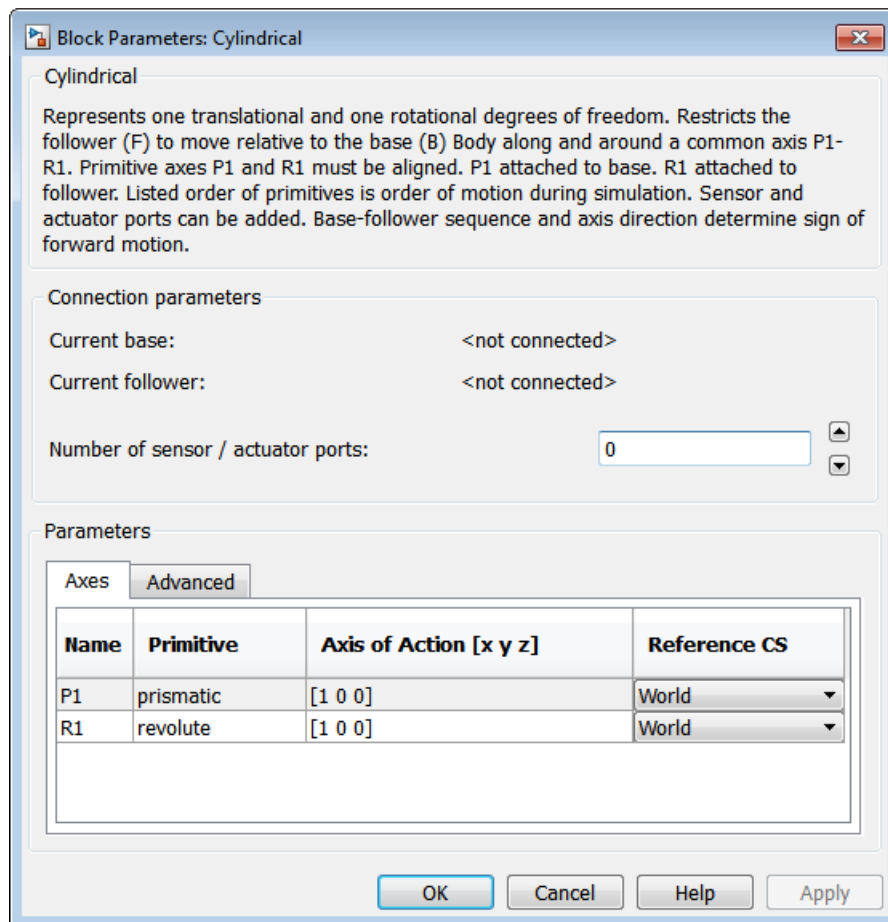 Block Parameters: Cylindrical
Cylindrical
Represents one translational and one rotational degrees of freedom. Restricts the
follower (F) to move relative to the base (B) Body along and around a common axis P1-
R1. Primitive axes P1 and R1 must be aligned. P1 attached to base. R1 attached to
follower. Listed order of primitives is order of motion during simulation. Sensor and
actuator ports can be added. Base-follower sequence and axis direction determine sign of
forward motion.
Connection parameters
Current base: <not connected>
Current follower: <not connected>
Number of sensor / actuator ports: 0
Parameters
Axes Advanced
Name Primitive Axis of Action [x y z] Reference CS
P1 prismatic [1 0 0] World
R1 revolute [1 0 0] World
OK Cancel Help Apply